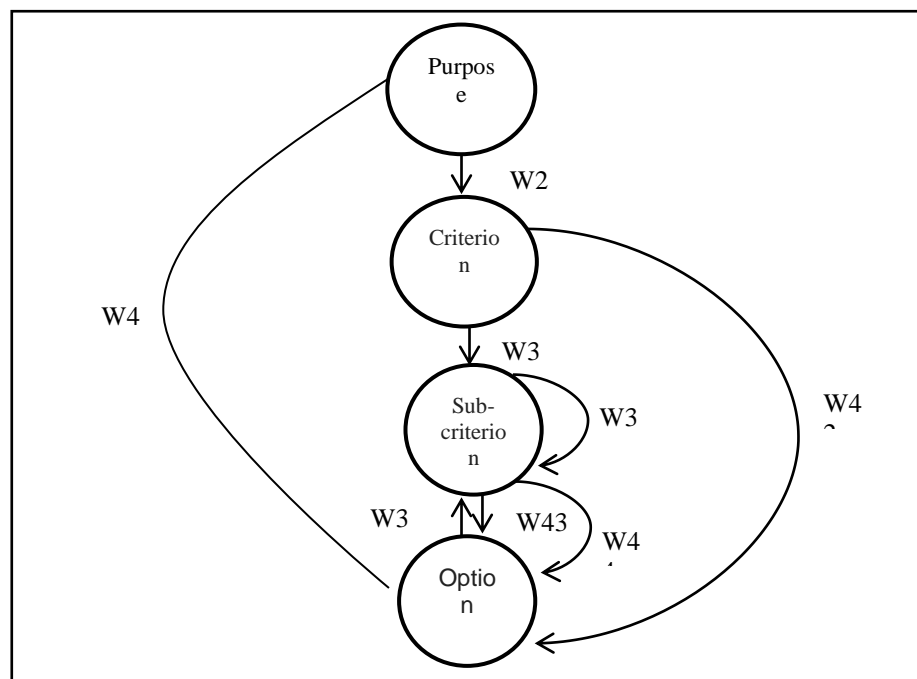 Purpos
e
W2
Criterio
n
W4
W3
Sub-
criterio
n
W3
W4
W3
W43
W4
Optio
n